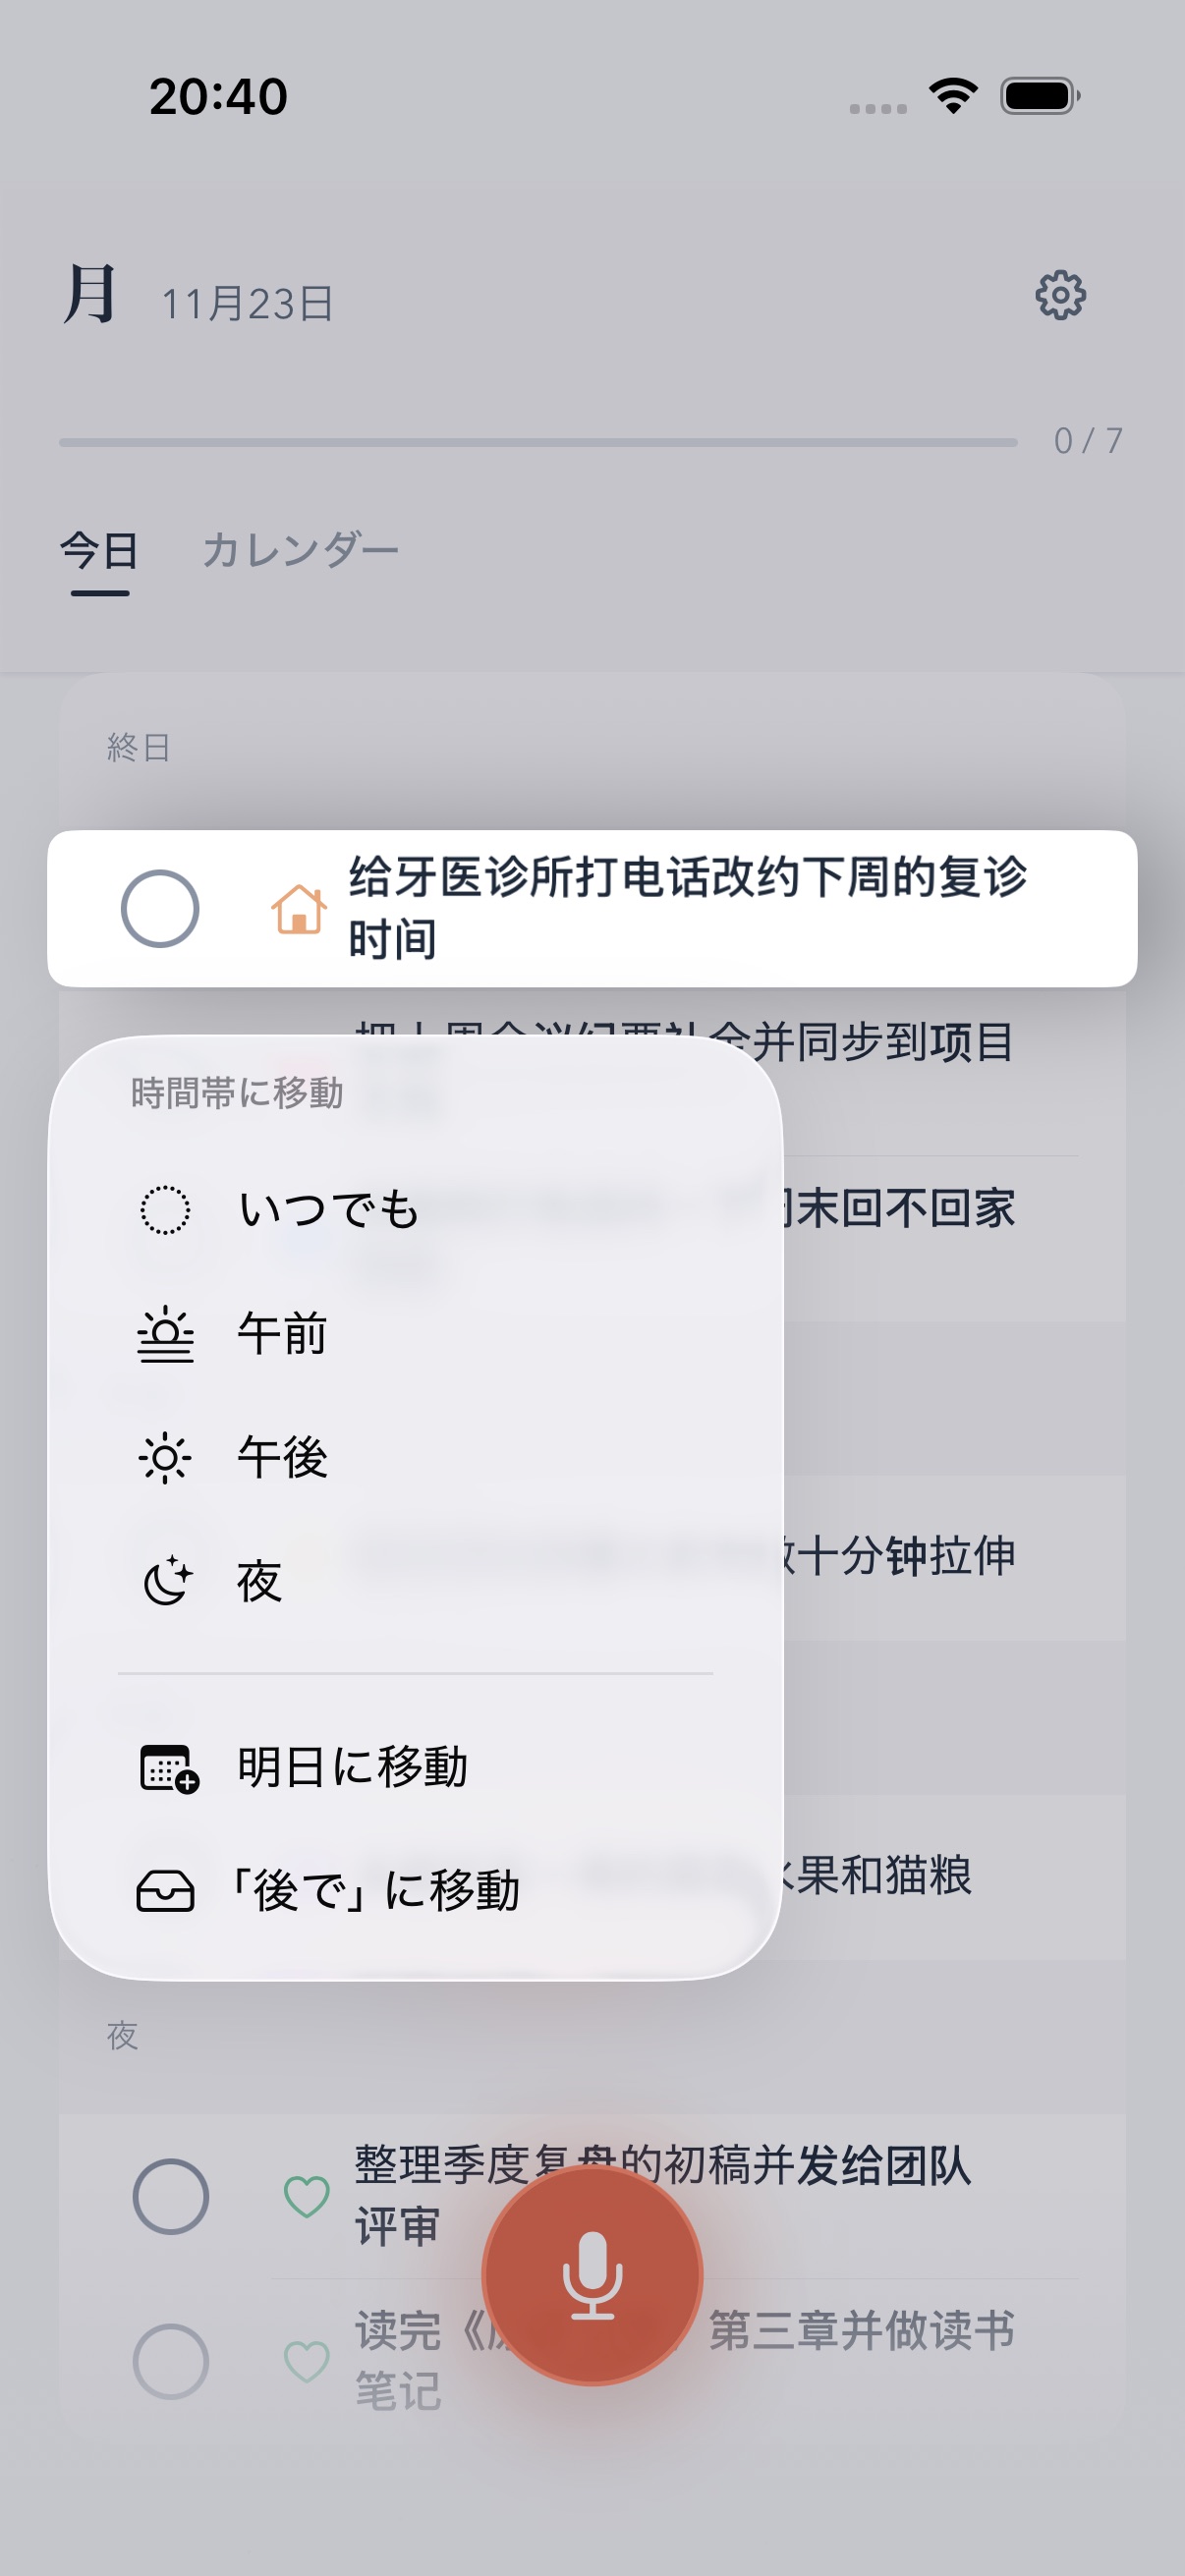 20:40
月 11月23日
0 / 7
今日 カレンダー
終日
给牙医诊所打电话改约下周的复诊
时间
并同步到项目
時間帯に移動
いつでも
末回不回家
午前
午後
十分钟拉伸
夜
明日に移動
果和猫粮
「後で」に移動
夜
整理季度复盘的初稿并发给团队
评审
读完《 第三章并做读书
笔记